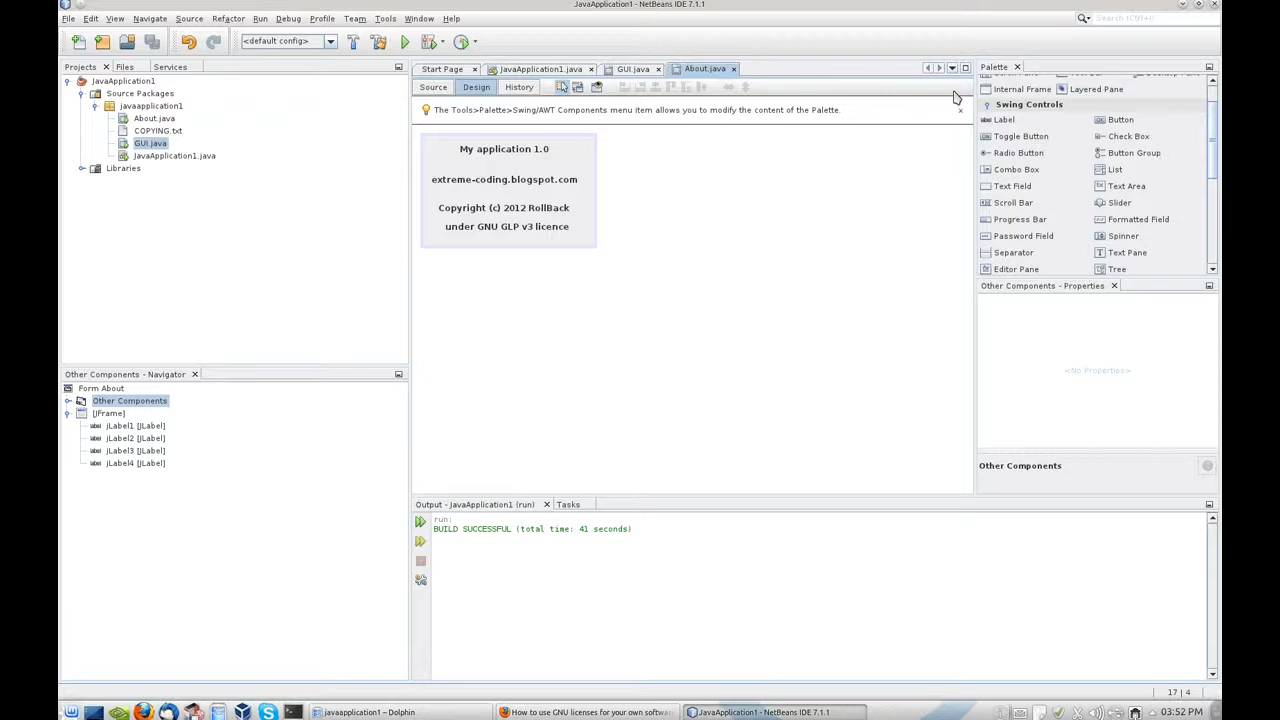 JavaApplication1 - NetBeans IDE 7.1.1
File Edit View Navigate Source Refactor Run Debug Profile Team Tools Window Help
Search (Ctrl+I)
<default config>
Projects Files Services
Start Page JavaApplication1.java GUI.java About.java
Palette
JavaApplication1
Source Packages
javaapplication1
About.java
COPYING.txt
GUI.java
JavaApplication1.java
Libraries
Source Design History
The Tools>Palette>Swing/AWT Components menu item allows you to modify the content of the Palette.
My application 1.0
extreme-coding.blogspot.com
Copyright (c) 2012 RollBack
under GNU GLP v3 licence
Internal Frame Layered Pane
Swing Controls
Label Button
Toggle Button Check Box
Radio Button Button Group
Combo Box List
Text Field Text Area
Scroll Bar Slider
Progress Bar Formatted Field
Password Field Spinner
Separator Text Pane
Editor Pane Tree
Other Components - Properties
<No Properties>
Other Components
Other Components - Navigator
Form About
Other Components
[JFrame]
jLabel1 [JLabel]
jLabel2 [JLabel]
jLabel3 [JLabel]
jLabel4 [JLabel]
Output - JavaApplication1 (run) Tasks
run:
BUILD SUCCESSFUL (total time: 41 seconds)
17 | 4
javaapplication1 - Dolphin
How to use GNU licenses for your own softwa
JavaApplication1 - NetBeans IDE 7.1.1
03:52 PM